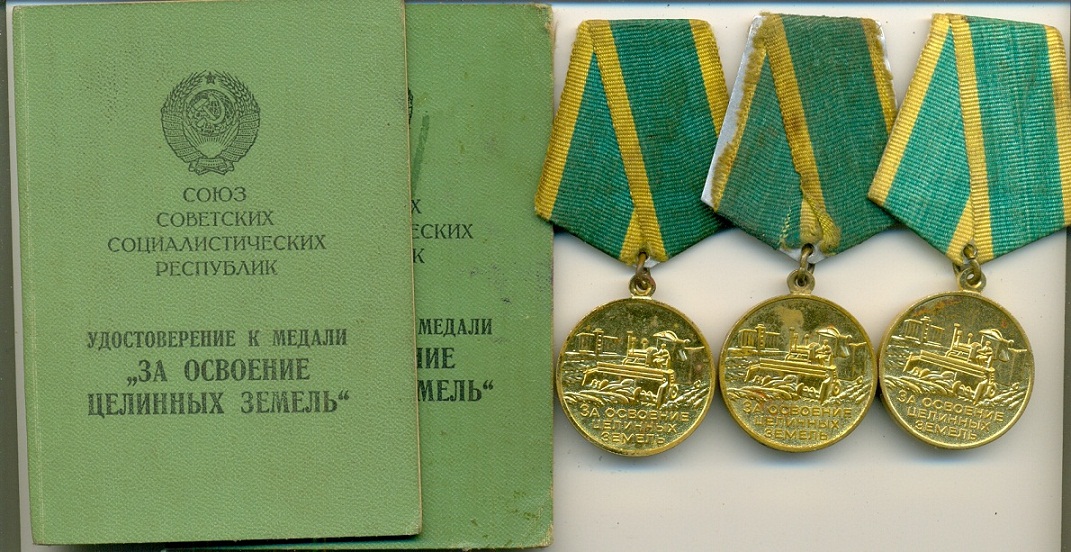 СОЮЗ
СОВЕТСКИХ
СОЦИАЛИСТИЧЕСКИХ
РЕСПУБЛИК
УДОСТОВЕРЕНИЕ К МЕДАЛИ
„ЗА ОСВОЕНИЕ
ЦЕЛИННЫХ ЗЕМЕЛЬ“
Х
ЕСКИХ
К
МЕДАЛИ
НИЕ
ЕМЕЛЬ“
ЗА ОСВОЕНИЕ
ЦЕЛИННЫХ
ЗЕМЕЛЬ
ЗА ОСВОЕНИЕ
ЦЕЛИННЫХ
ЗЕМЕЛЬ
ЗА ОСВОЕНИЕ
ЦЕЛИННЫХ
ЗЕМЕЛЬ